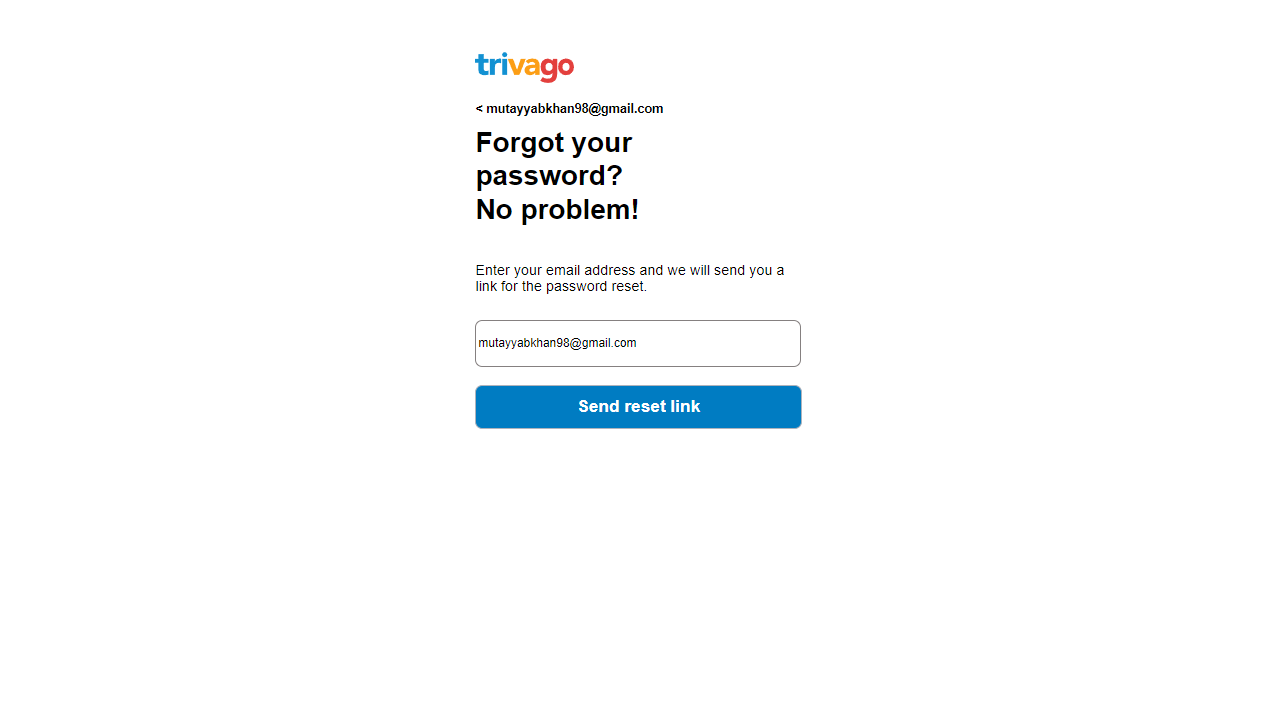 trivago
< mutayyabkhan98@gmail.com
Forgot your
password?
No problem!
Enter your email address and we will send you a
link for the password reset.
mutayyabkhan98@gmail.com
Send reset link